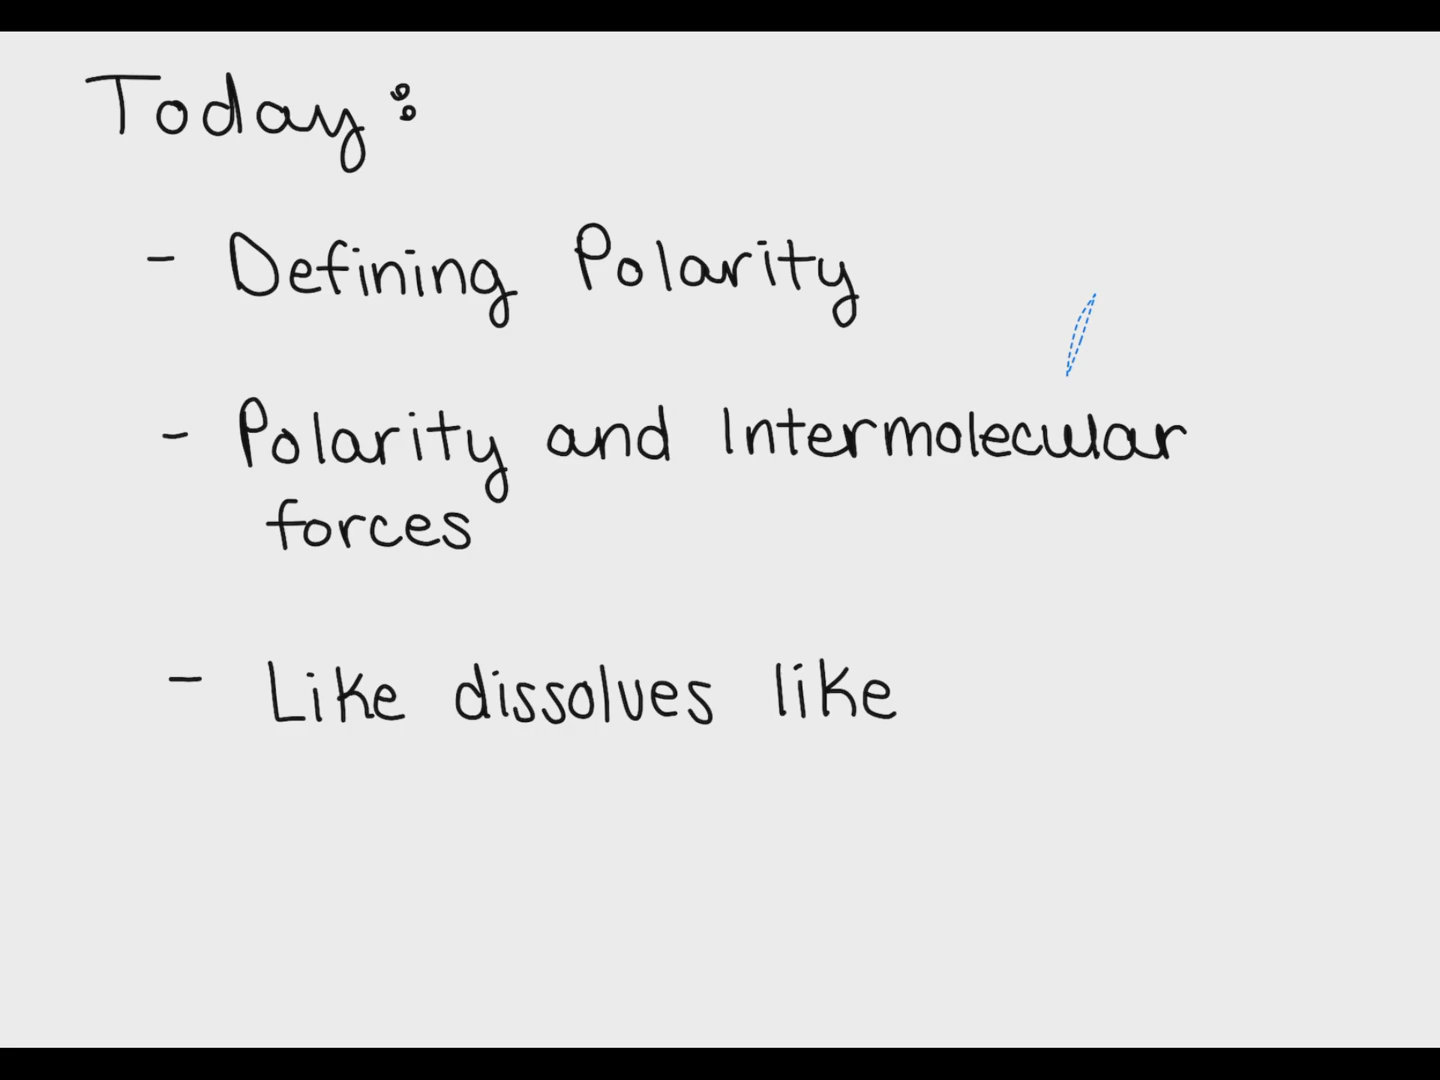 Today:
- Defining Polarity
- Polarity and Intermolecular
forces
- Like dissolves like